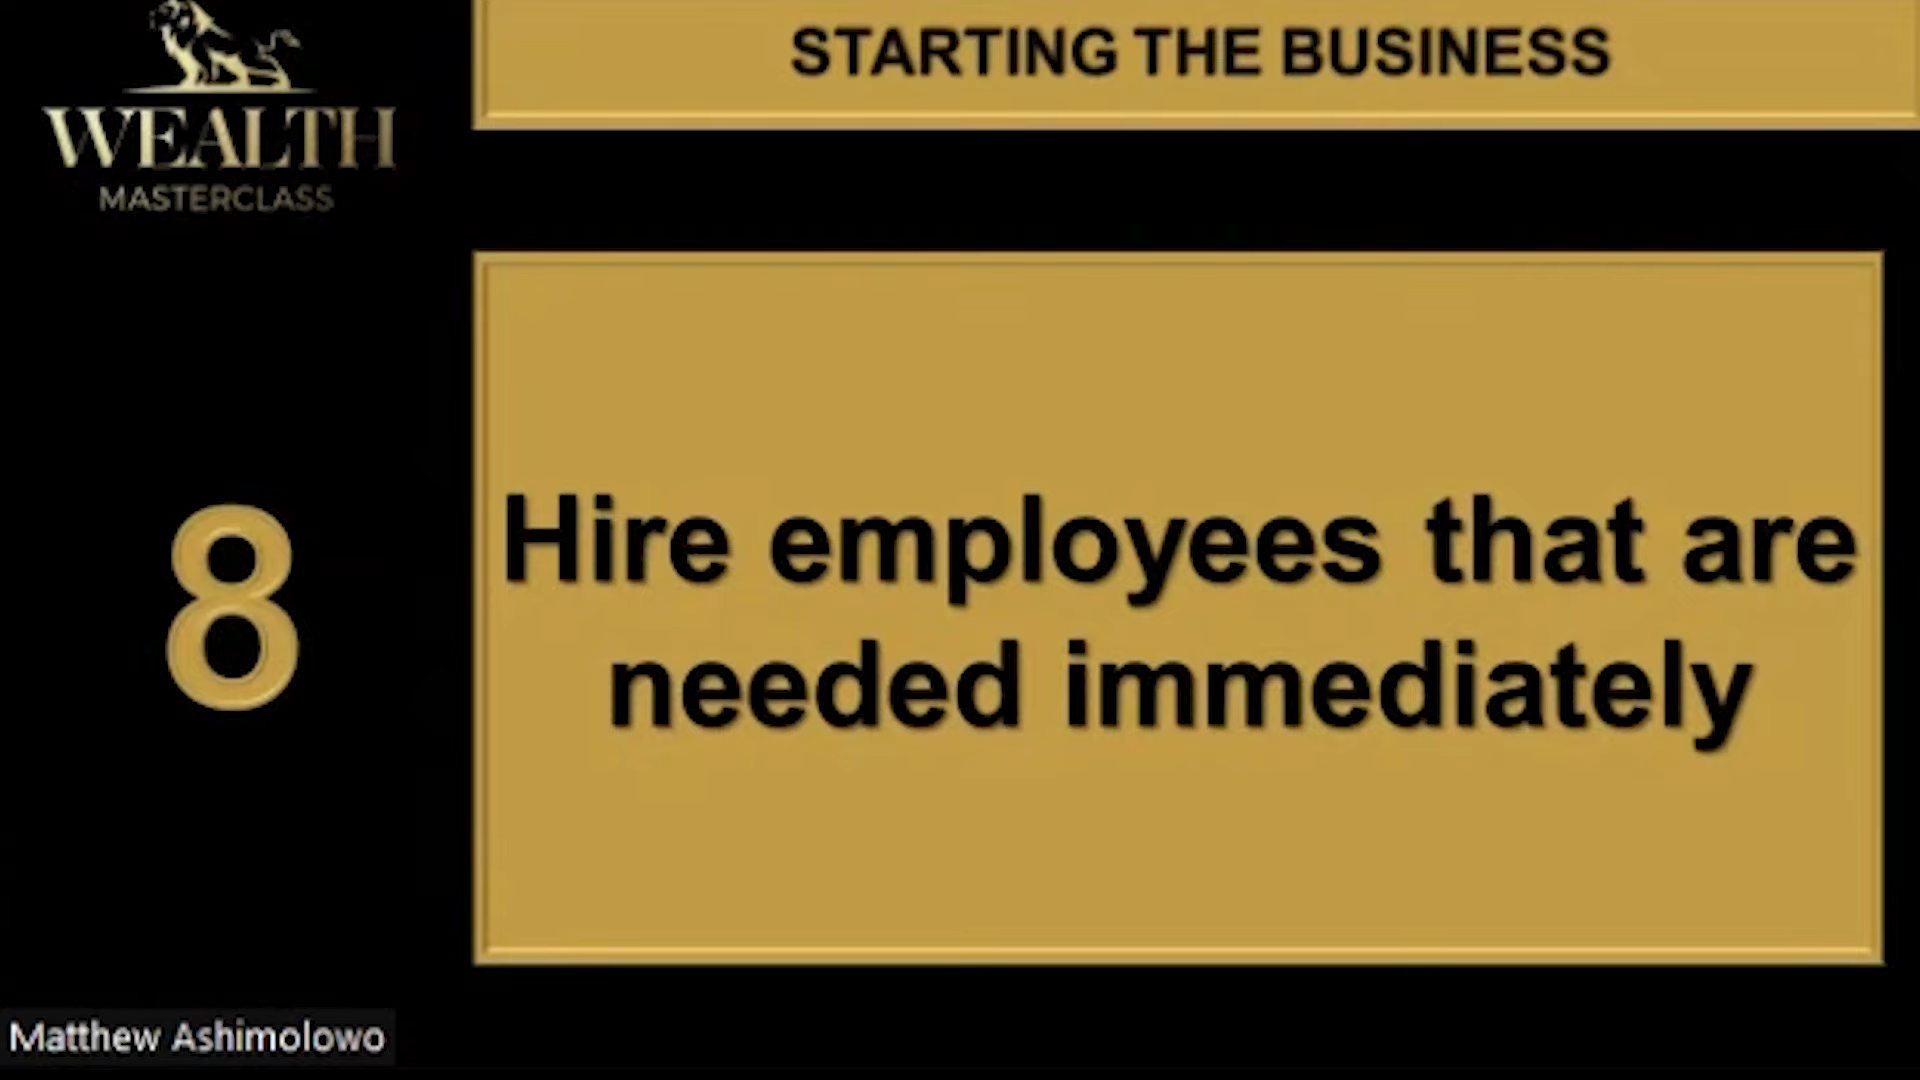 WEALTH
MASTERCLASS
STARTING THE BUSINESS
8
Hire employees that are
needed immediately
Matthew Ashimolowo